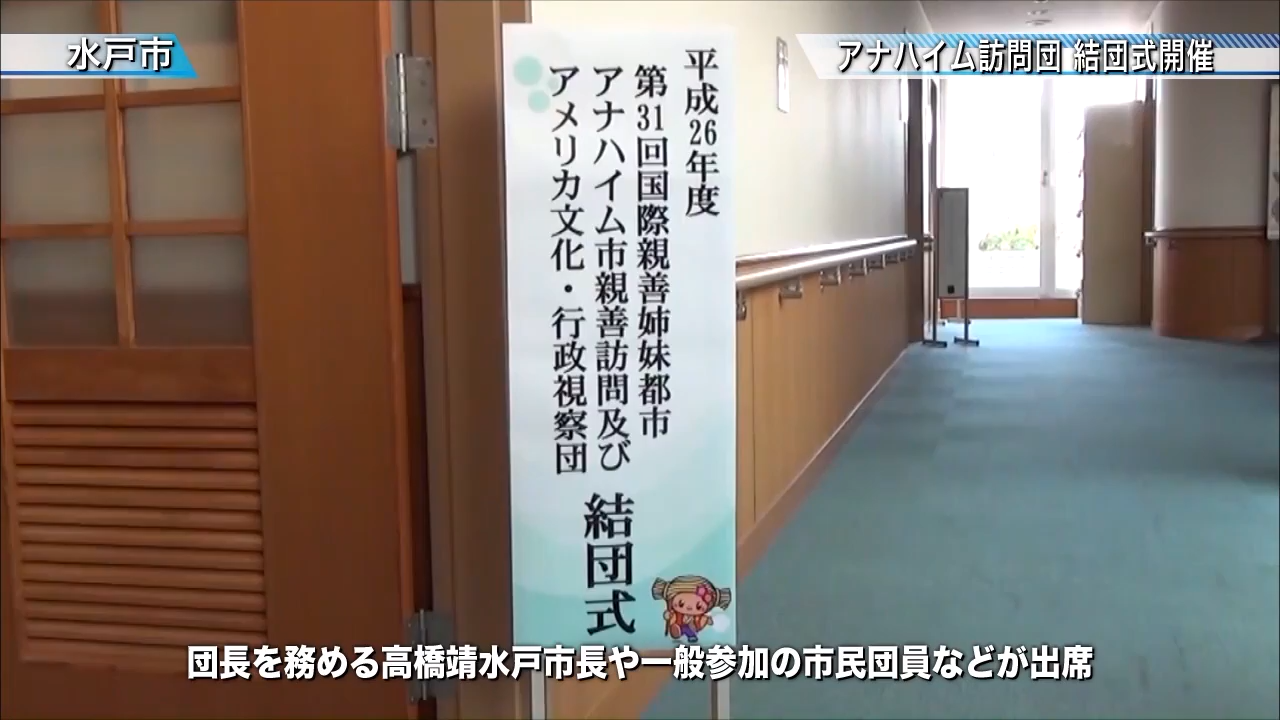 水戸市
アナハイム訪問団 結団式開催
平成26年度
第31回国際親善姉妹都市
アナハイム市親善訪問及び
アメリカ文化・行政視察団
結団式
団長を務める高橋靖水戸市長や一般参加の市民団員などが出席